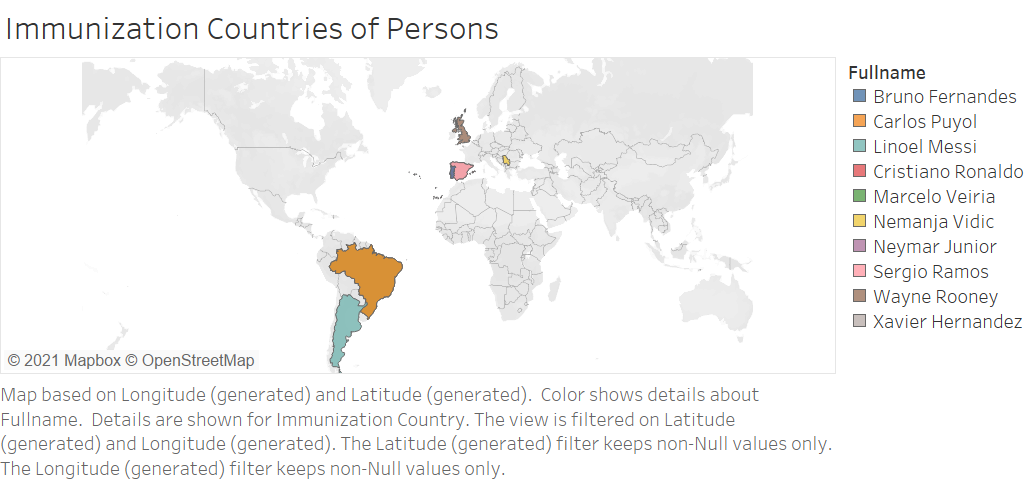 Immunization Countries of Persons
Fullname
Bruno Fernandes
Carlos Puyol
Linoel Messi
Cristiano Ronaldo
Marcelo Veiria
Nemanja Vidic
Neymar Junior
Sergio Ramos
Wayne Rooney
Xavier Hernandez
© 2021 Mapbox © OpenStreetMap
Map based on Longitude (generated) and Latitude (generated).  Color shows details about
Fullname.  Details are shown for Immunization Country. The view is filtered on Latitude
(generated) and Longitude (generated). The Latitude (generated) filter keeps non-Null values only.
The Longitude (generated) filter keeps non-Null values only.